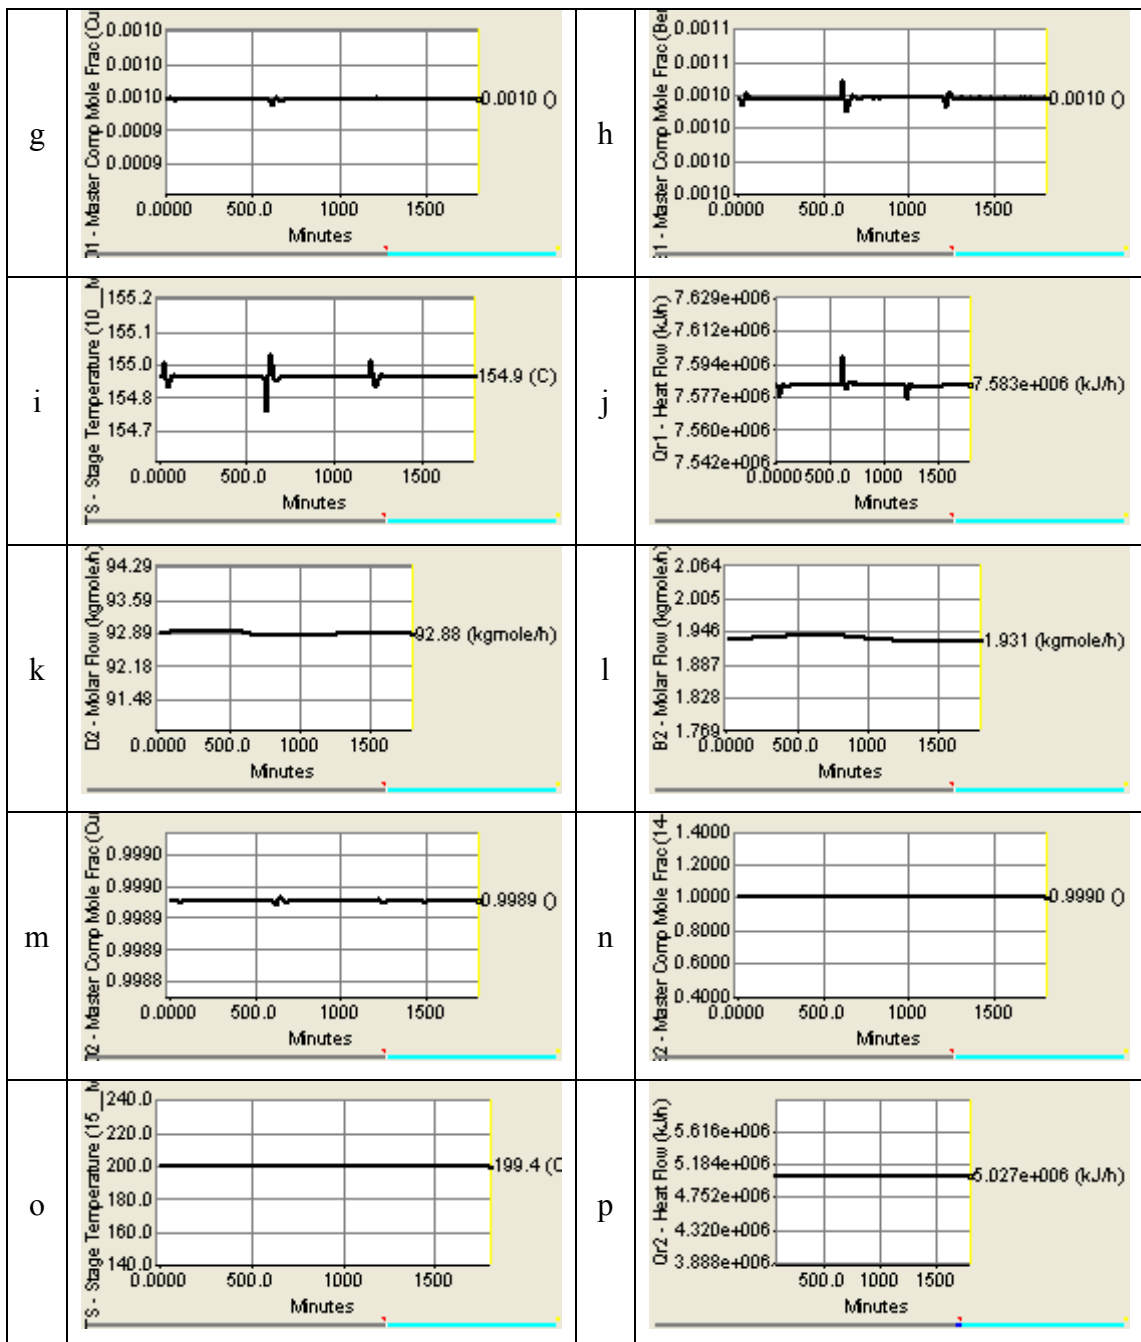 g
D1 - Master Comp Mole Frac (Cu
0.0010
0.0010
0.0010
0.0009
0.0009
0.0000 500.0 1000 1500
Minutes
0.0010 ()
h
B1 - Master Comp Mole Frac (Ben
0.0011
0.0011
0.0010
0.0010
0.0010
0.0010
0.0000 500.0 1000 1500
Minutes
0.0010 ()
i
TS - Stage Temperature (10__M
155.2
155.1
155.0
154.8
154.7
0.0000 500.0 1000 1500
Minutes
154.9 (C)
j
Qr1 - Heat Flow (kJ/h)
7.629e+006
7.612e+006
7.594e+006
7.577e+006
7.560e+006
7.542e+006
0.0000 500.0 1000 1500
Minutes
7.583e+006 (kJ/h)
k
D2 - Molar Flow (kgmole/h)
94.29
93.59
92.89
92.18
91.48
0.0000 500.0 1000 1500
Minutes
92.88 (kgmole/h)
l
B2 - Molar Flow (kgmole/h)
2.064
2.005
1.946
1.887
1.828
1.769
0.0000 500.0 1000 1500
Minutes
1.931 (kgmole/h)
m
D2 - Master Comp Mole Frac (Cu
0.9990
0.9990
0.9989
0.9989
0.9988
0.0000 500.0 1000 1500
Minutes
0.9989 ()
n
B2 - Master Comp Mole Frac (14-
1.4000
1.2000
1.0000
0.8000
0.6000
0.4000
0.0000 500.0 1000 1500
Minutes
0.9990 ()
o
TS - Stage Temperature (15__M
240.0
220.0
200.0
180.0
160.0
140.0
0.0000 500.0 1000 1500
Minutes
199.4 (C
p
Qr2 - Heat Flow (kJ/h)
5.616e+006
5.184e+006
4.752e+006
4.320e+006
3.888e+006
500.0 1000 1500
Minutes
5.027e+006 (kJ/h)